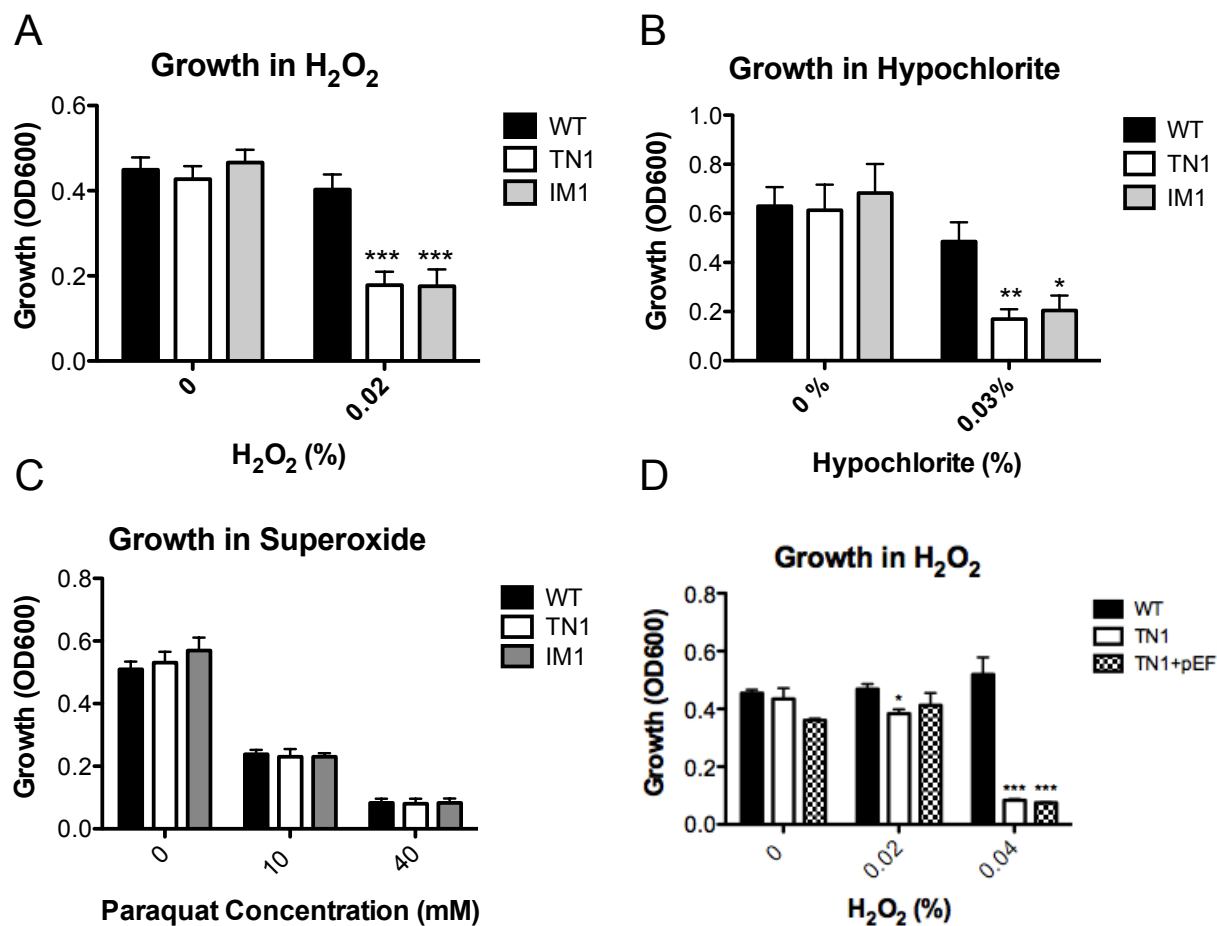 A
Growth in H₂O₂
Growth (OD600)
0.6
0.4
0.2
0.0
*** ***
0
0.02
H₂O₂ (%)
WT
TN1
IM1
B
Growth in Hypochlorite
Growth (OD600)
1.0
0.8
0.6
0.4
0.2
0.0
** *
0 %
0.03%
Hypochlorite (%)
WT
TN1
IM1
C
Growth in Superoxide
Growth (OD600)
0.8
0.6
0.4
0.2
0.0
0
10
40
Paraquat Concentration (mM)
WT
TN1
IM1
D
Growth in H₂O₂
Growth (OD600)
0.8
0.6
0.4
0.2
0.0
*
*** ***
0
0.02
0.04
H₂O₂ (%)
WT
TN1
TN1+pEF